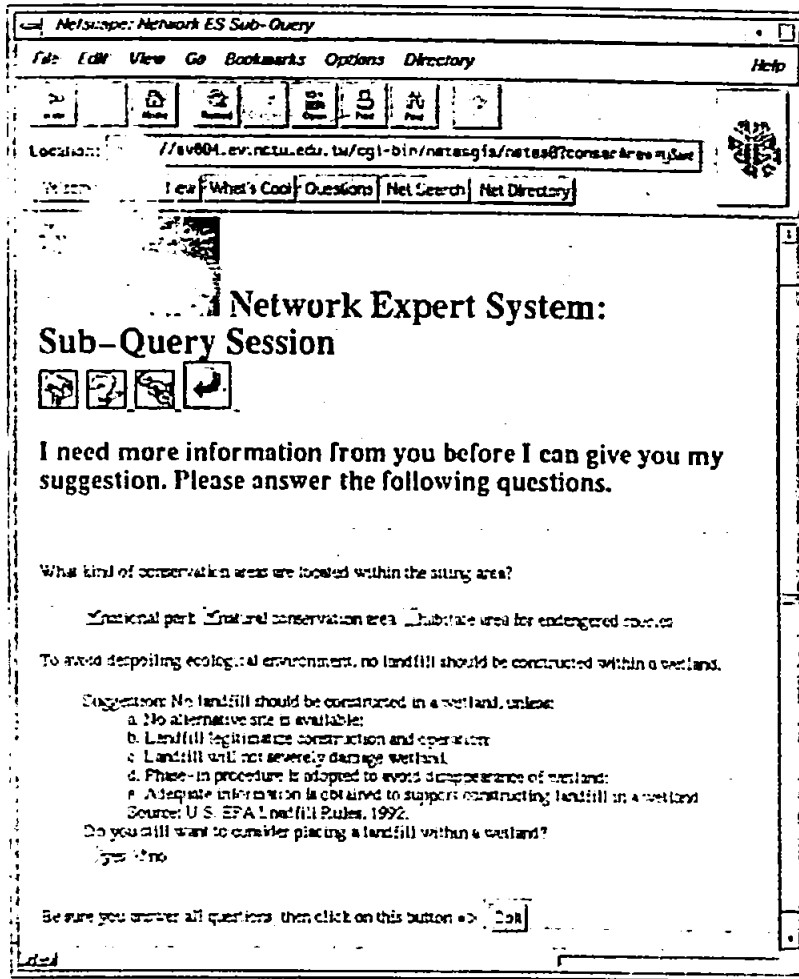 Netscape: Network ES Sub-Query
File Edit View Go Bookmarks Options Directory Help
Home Reload Open Print Find
Location: //ev004.ev.nctu.edu.tw/cgi-bin/
What's Cool Questions Net Search Net Directory
Network Expert System:
Sub-Query Session
I need more information from you before I can give you my
suggestion. Please answer the following questions.
What kind of conservation areas are located within the siting area?
national park natural conservation area habitate area for endangered species
To avoid despoiling ecological environment, no landfill should be constructed within a wetland.
Suggestion: No landfill should be constructed in a wetland, unless:
a. No alternative site is available;
b. Landfill legitimatize construction and operation;
c. Landfill will not severely damage wetland,
d. Phase-in procedure is adopted to avoid disappearance of wetland;
e. Adequate information is obtained to support constructing landfill in a wetland
Source: U.S. EPA Landfill Rules, 1992.
Do you still want to consider placing a landfill within a wetland?
yes no
Be sure you answer all questions, then click on this button =>